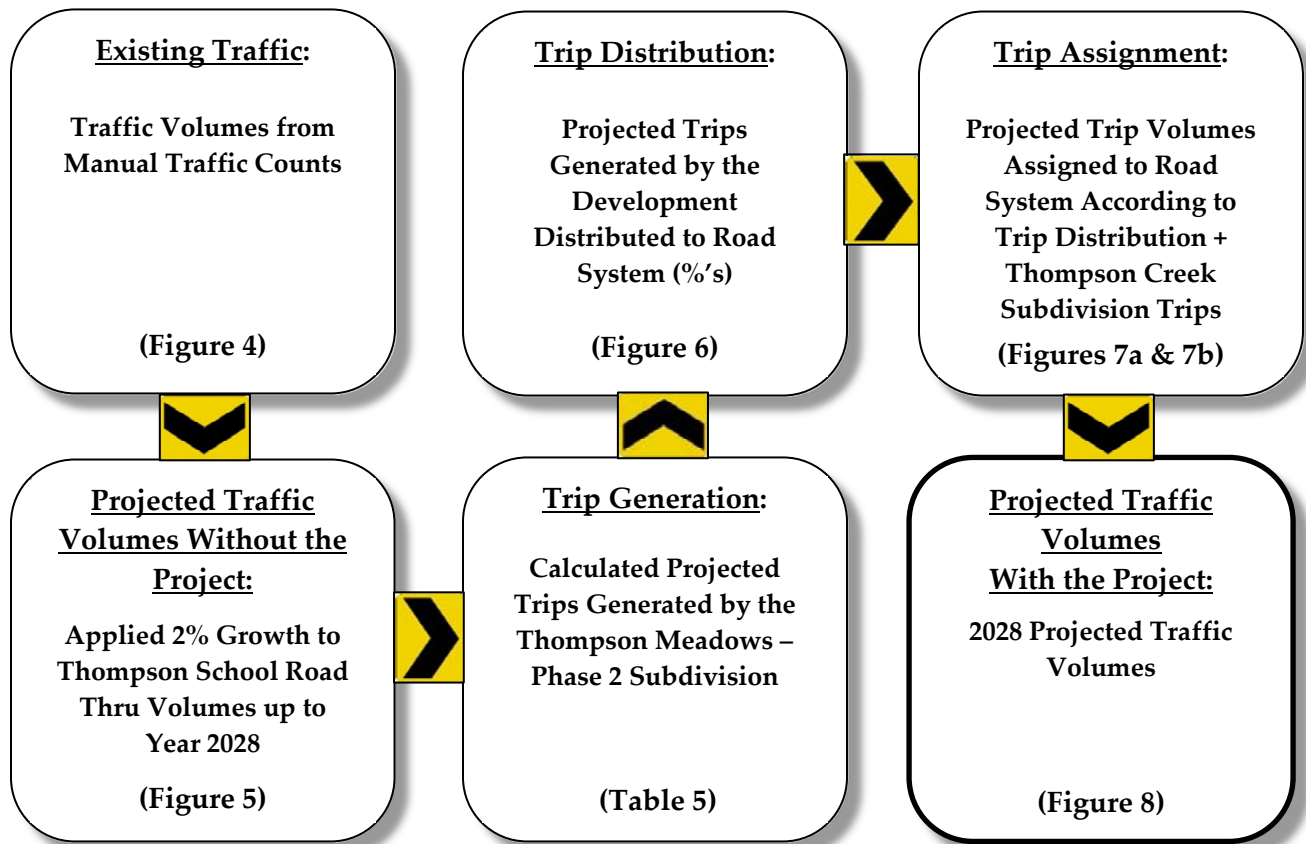 Existing Traffic:
Traffic Volumes from
Manual Traffic Counts
(Figure 4)
Projected Traffic
Volumes Without the
Project:
Applied 2% Growth to
Thompson School Road
Thru Volumes up to
Year 2028
(Figure 5)
Trip Generation:
Calculated Projected
Trips Generated by the
Thompson Meadows –
Phase 2 Subdivision
(Table 5)
Trip Distribution:
Projected Trips
Generated by the
Development
Distributed to Road
System (%’s)
(Figure 6)
Trip Assignment:
Projected Trip Volumes
Assigned to Road
System According to
Trip Distribution +
Thompson Creek
Subdivision Trips
(Figures 7a & 7b)
Projected Traffic
Volumes
With the Project:
2028 Projected Traffic
Volumes
(Figure 8)